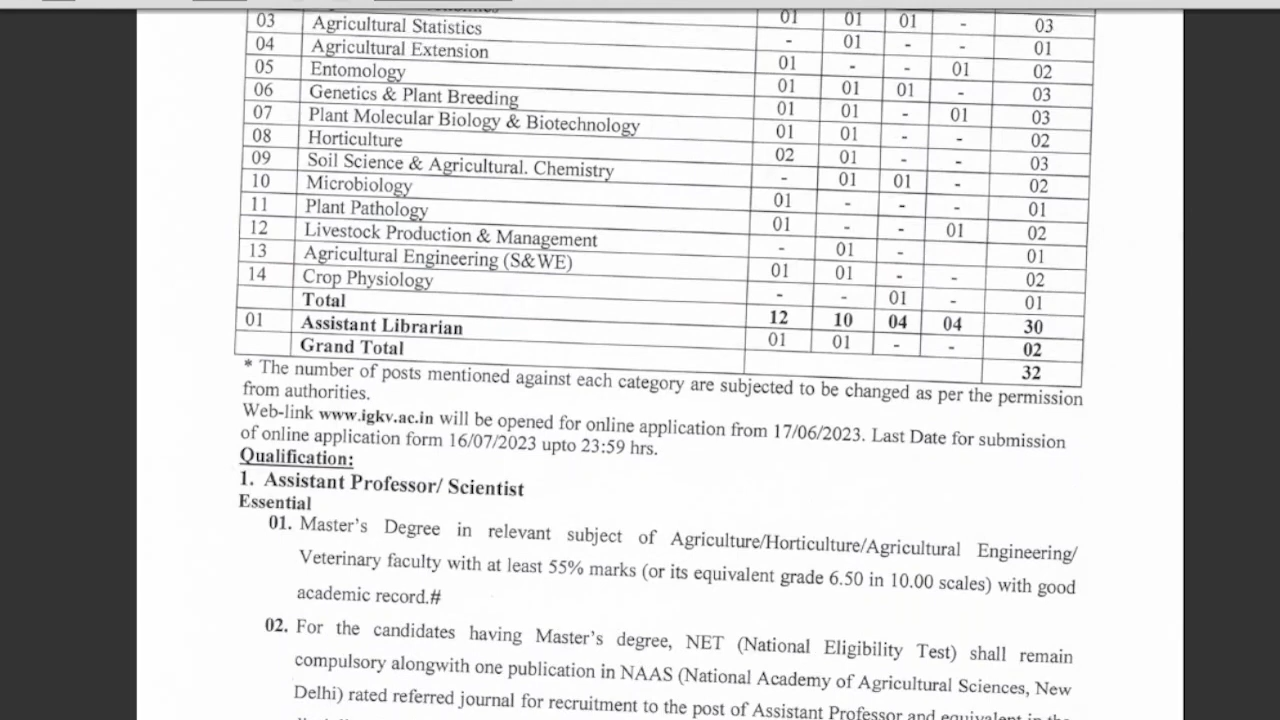 01 01 01 - 03
03 Agricultural Statistics - 01 - - 01
04 Agricultural Extension 01 - - 01 02
05 Entomology 01 01 01 - 03
06 Genetics & Plant Breeding 01 01 - 01 03
07 Plant Molecular Biology & Biotechnology 01 01 - - 02
08 Horticulture 02 01 - - 03
09 Soil Science & Agricultural. Chemistry - 01 01 - 02
10 Microbiology 01 - - - 01
11 Plant Pathology 01 - - 01 02
12 Livestock Production & Management - 01 - 01
13 Agricultural Engineering (S&WE) 01 01 - - 02
14 Crop Physiology - - 01 - 01
Total 12 10 04 04 30
01 Assistant Librarian 01 01 - - 02
Grand Total 32
* The number of posts mentioned against each category are subjected to be changed as per the permission
from authorities.
Web-link www.igkv.ac.in will be opened for online application from 17/06/2023. Last Date for submission
of online application form 16/07/2023 upto 23:59 hrs.
Qualification:
1. Assistant Professor/ Scientist
Essential
01. Master's Degree in relevant subject of Agriculture/Horticulture/Agricultural Engineering/
Veterinary faculty with at least 55% marks (or its equivalent grade 6.50 in 10.00 scales) with good
academic record.#
02. For the candidates having Master's degree, NET (National Eligibility Test) shall remain
compulsory alongwith one publication in NAAS (National Academy of Agricultural Sciences, New
Delhi) rated referred journal for recruitment to the post of Assistant Professor and equivalent in the